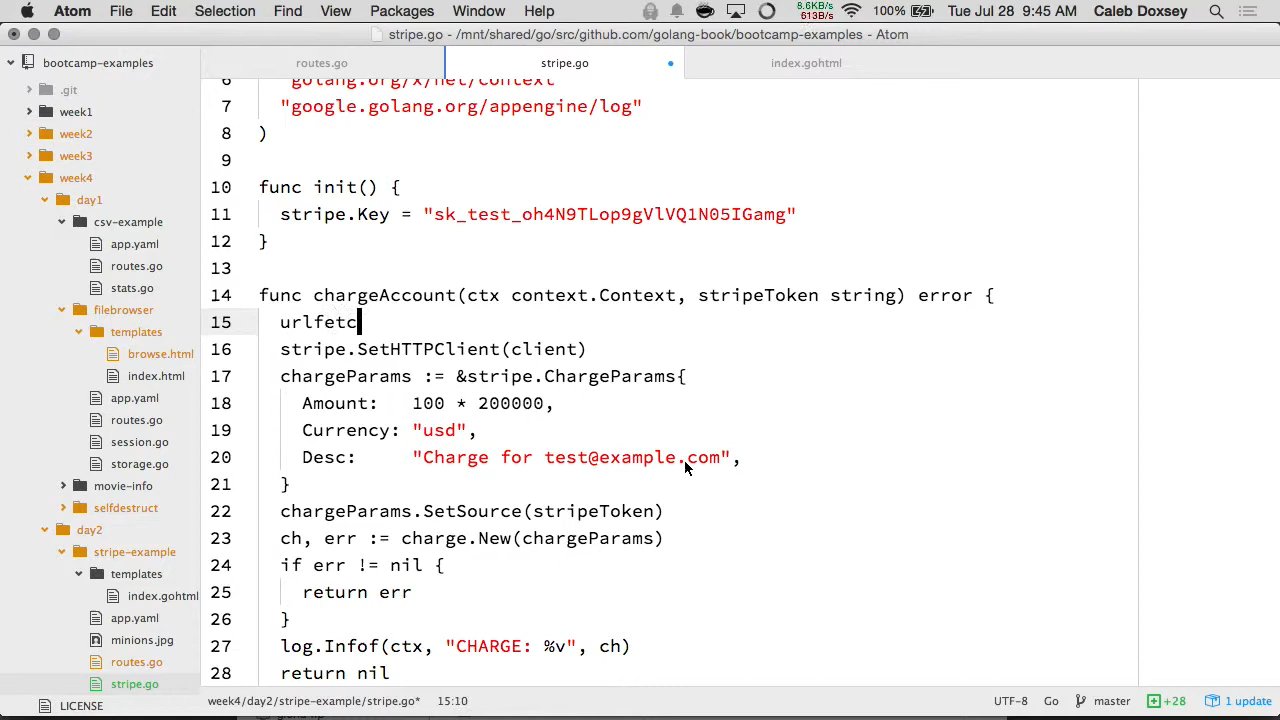 Atom File Edit Selection Find View Packages Window Help 8.6KB/s 613B/s 100% Tue Jul 28 9:45 AM Caleb Doxsey
stripe.go - /mnt/shared/go/src/github.com/golang-book/bootcamp-examples - Atom
bootcamp-examples
.git
week1
week2
week3
week4
day1
csv-example
app.yaml
routes.go
stats.go
filebrowser
templates
browse.html
index.html
app.yaml
routes.go
session.go
storage.go
movie-info
selfdestruct
day2
stripe-example
templates
index.gohtml
app.yaml
minions.jpg
routes.go
stripe.go
LICENSE
routes.go stripe.go index.gohtml
6 "golang.org/x/net/context"
7 "google.golang.org/appengine/log"
8 )
9
10 func init() {
11 stripe.Key = "sk_test_oh4N9TLop9gVlVQ1N05IGamg"
12 }
13
14 func chargeAccount(ctx context.Context, stripeToken string) error {
15 urlfetc
16 stripe.SetHTTPClient(client)
17 chargeParams := &stripe.ChargeParams{
18 Amount: 100 * 200000,
19 Currency: "usd",
20 Desc: "Charge for test@example.com",
21 }
22 chargeParams.SetSource(stripeToken)
23 ch, err := charge.New(chargeParams)
24 if err != nil {
25 return err
26 }
27 log.Infof(ctx, "CHARGE: %v", ch)
28 return nil
week4/day2/stripe-example/stripe.go* 15:10 UTF-8 Go master +28 1 update